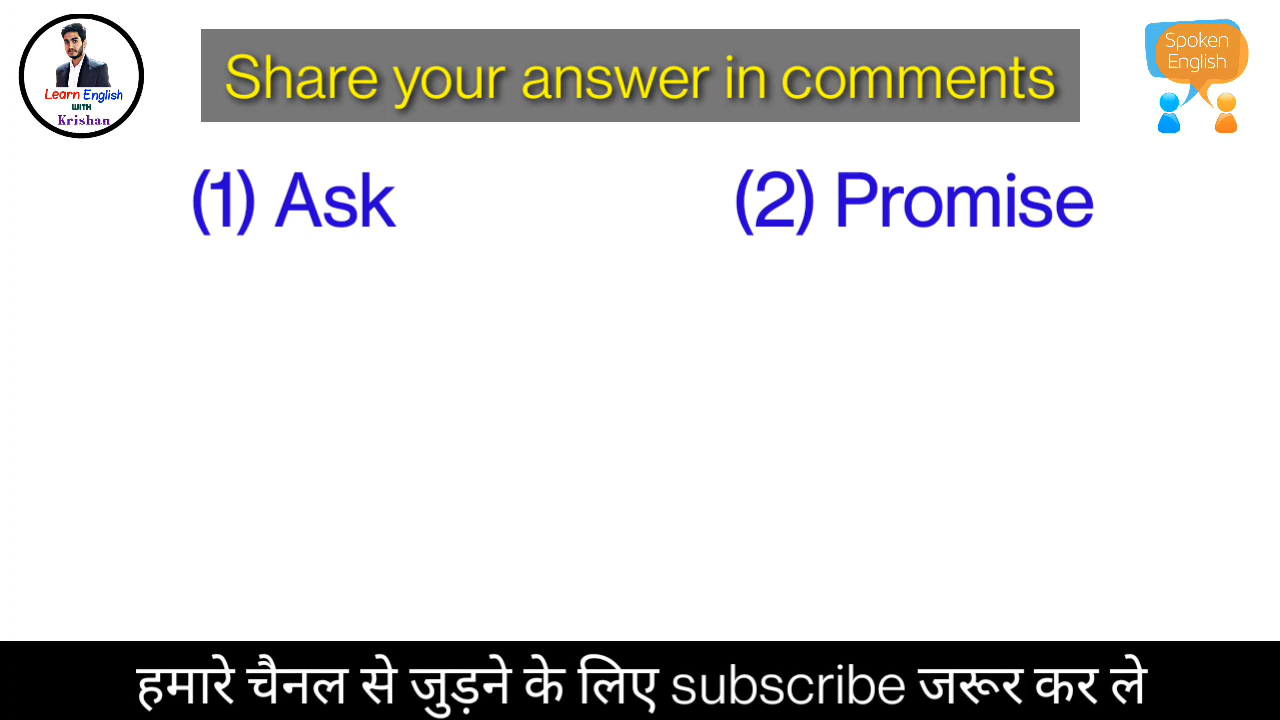 Learn English
WITH
Krishan
Share your answer in comments
Spoken
English
(1) Ask
(2) Promise
हमारे चैनल से जुड़ने के लिए subscribe जरूर कर ले